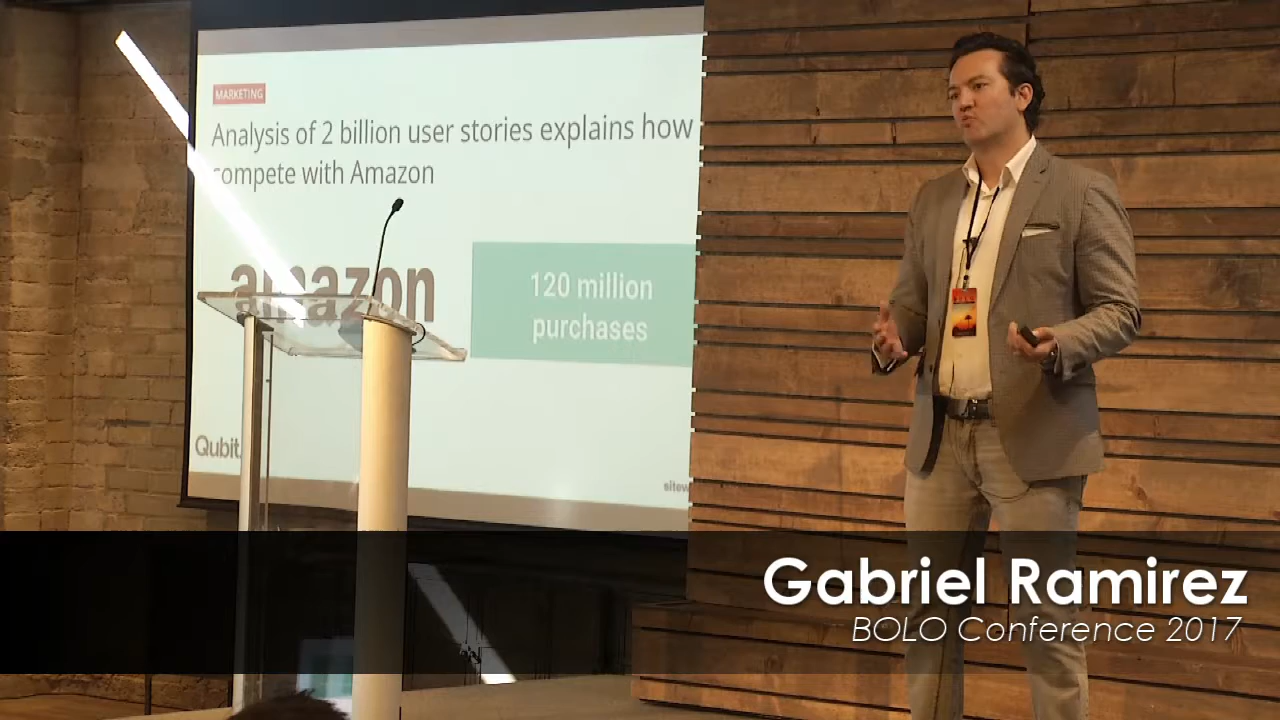 MARKETING
Analysis of 2 billion user stories explains how
compete with Amazon
amazon
120 million
purchases
Qubit.
Gabriel Ramirez
BOLO Conference 2017